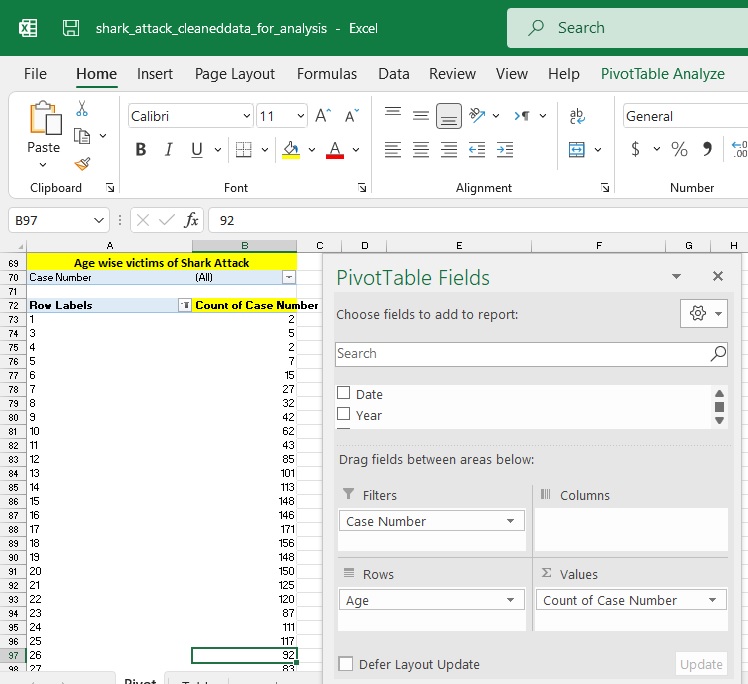 shark_attack_cleaneddata_for_analysis - Excel
Search
File Home Insert Page Layout Formulas Data Review View Help PivotTable Analyze
Paste
Calibri 11
General
B I U
Clipboard Font Alignment Number
B97 fx 92
A B C D E F G H
69 Age wise victims of Shark Attack
70 Case Number (All)
71
72 Row Labels Count of Case Number
73 1 2
74 3 5
75 4 2
76 5 7
77 6 15
78 7 27
79 8 32
80 9 42
81 10 62
82 11 43
83 12 85
84 13 101
85 14 113
86 15 148
87 16 146
88 17 171
89 18 156
90 19 148
91 20 150
92 21 125
93 22 120
94 23 87
95 24 111
96 25 117
97 26 92
98 27 83
PivotTable Fields
Choose fields to add to report:
Search
Date
Year
Drag fields between areas below:
Filters
Columns
Case Number
Rows
Values
Age
Count of Case Number
Defer Layout Update
Update
Pivot